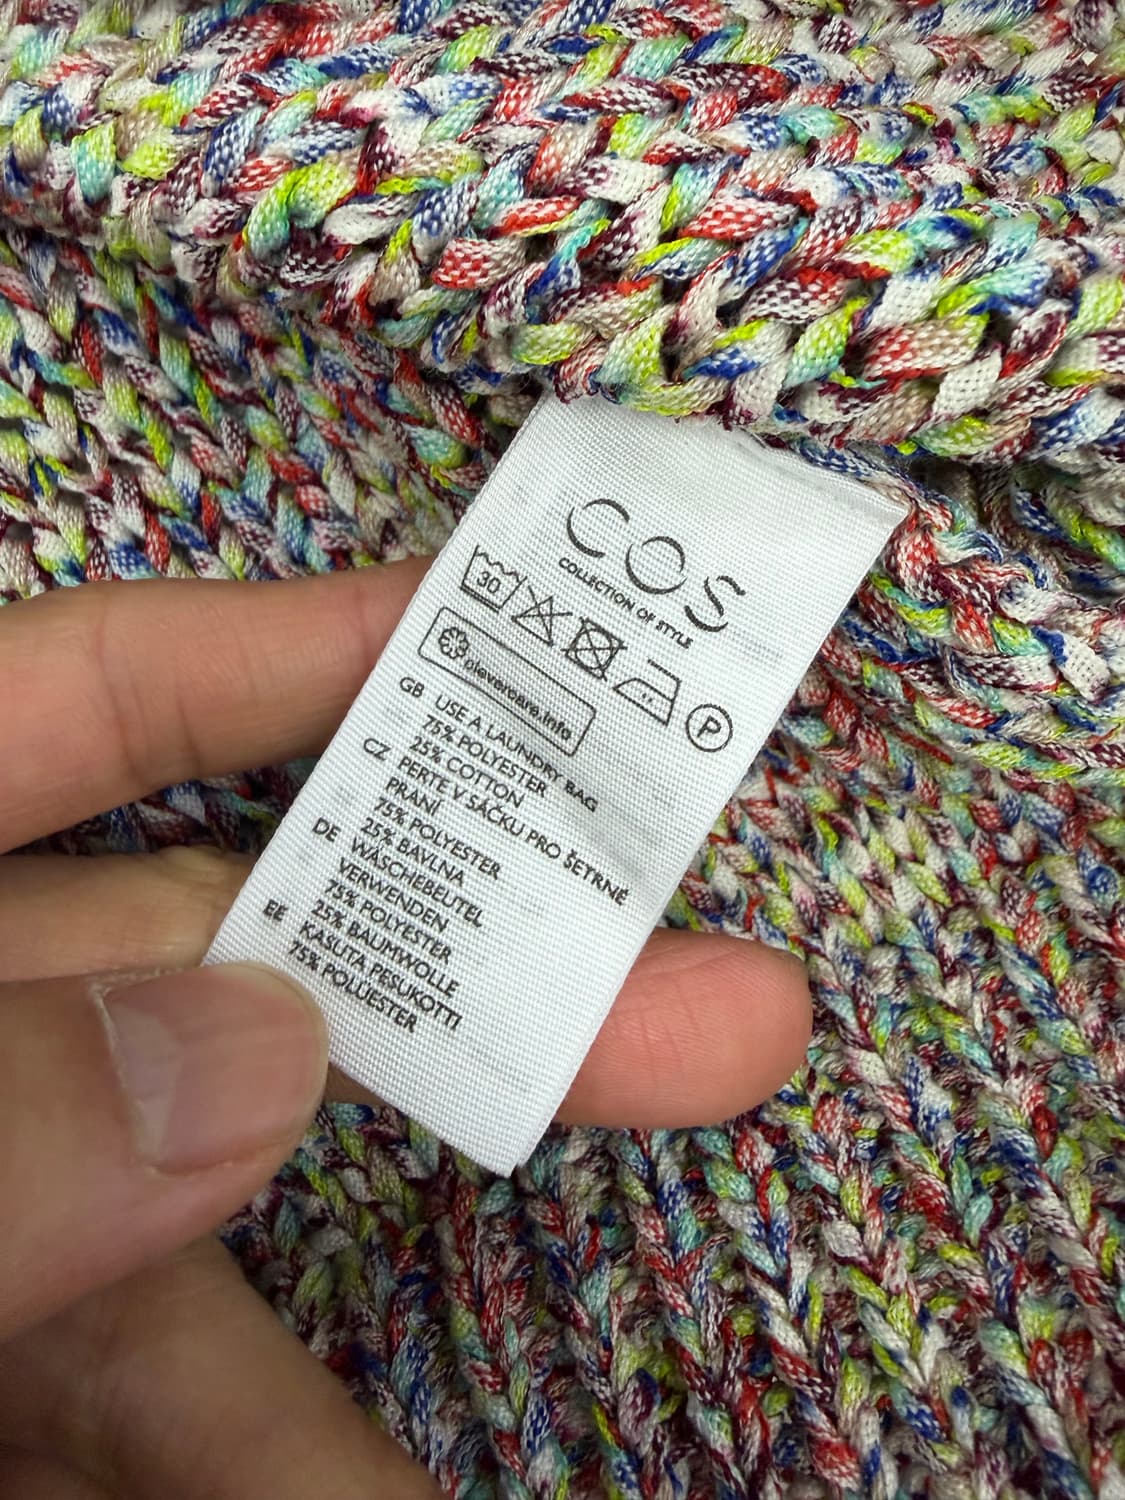 COS
COLLECTION OF STYLE
30
P
clevercare.info
GB USE A LAUNDRY BAG
75% POLYESTER
25% COTTON
CZ PERTE V SÁČKU PRO ŠETRNÉ
PRANÍ
75% POLYESTER
25% BAVLNA
DE WÄSCHEBEUTEL
VERWENDEN
75% POLYESTER
25% BAUMWOLLE
EE KASUTA PESUKOTTI
75% POLÜESTER